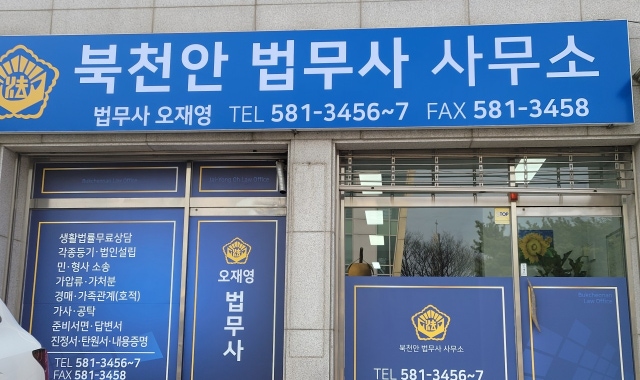 북천안 법무사 사무소
법무사 오재영 TEL 581-3456~7 FAX 581-3458
생활법률무료상담
각종등기·법인설립
민·형사 소송
가압류·가처분
경매·가족관계(호적)
가사·공탁
준비서면·답변서
진정서·탄원서·내용증명
TEL 581-3456~7
FAX 581-3458
오재영
법무사
TOP
法
북천안 법무사 사무소
TEL 581-3456~7
Law Office